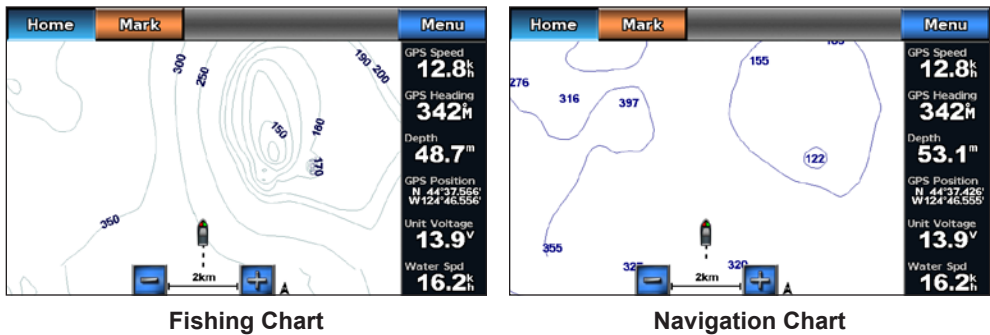 Home Mark Menu
300 250 190 200
150 160 170
350
2km
GPS Speed
12.8kh
GPS Heading
342°M
Depth
48.7m
GPS Position
N 44°37.566'
W124°46.556'
Unit Voltage
13.9V
Water Spd
16.2kh
Fishing Chart
Home Mark Menu
155
276 316 397
122
355
320
2km
GPS Speed
12.8kh
GPS Heading
342°M
Depth
53.1m
GPS Position
N 44°37.426'
W124°46.555'
Unit Voltage
13.9V
Water Spd
16.2kh
Navigation Chart